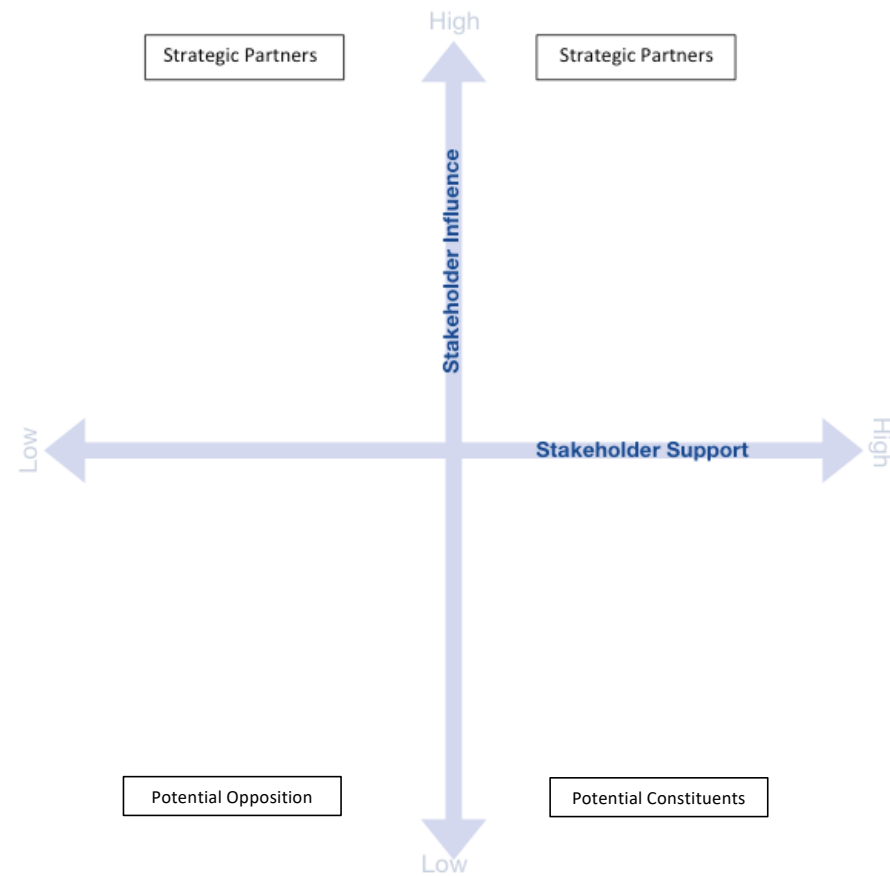 High
Strategic Partners
Strategic Partners
Stakeholder Influence
Low
Stakeholder Support
High
Potential Opposition
Potential Constituents
Low